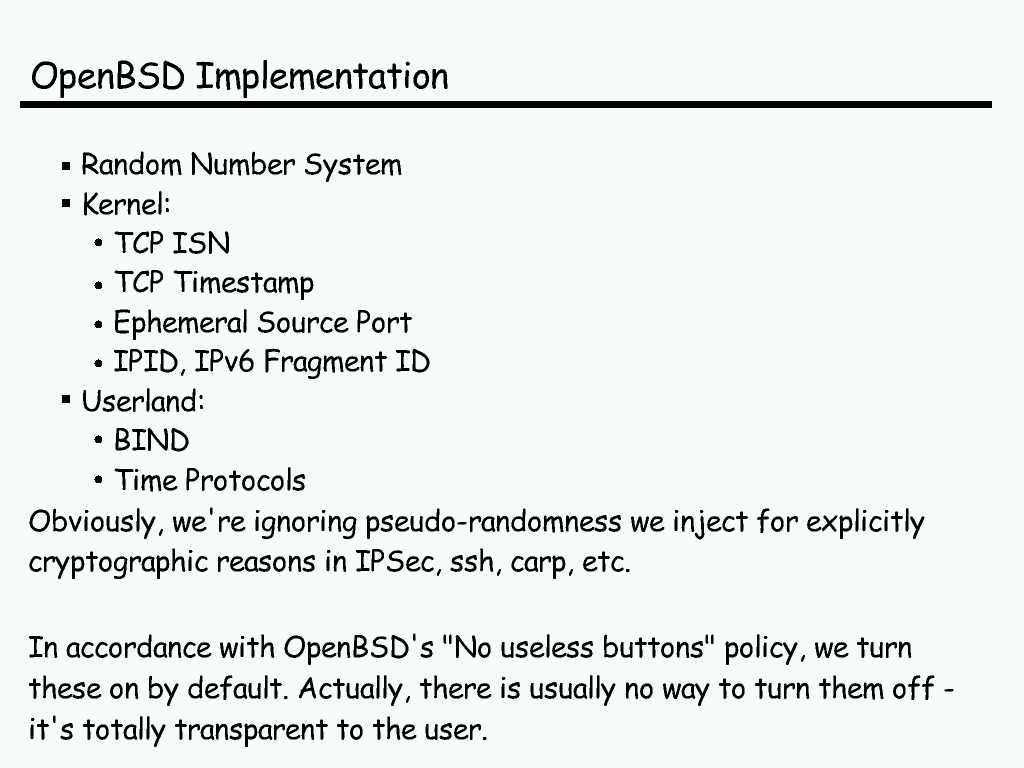 OpenBSD Implementation
▪ Random Number System
▪ Kernel:
• TCP ISN
• TCP Timestamp
• Ephemeral Source Port
• IPID, IPv6 Fragment ID
▪ Userland:
• BIND
• Time Protocols
Obviously, we're ignoring pseudo-randomness we inject for explicitly
cryptographic reasons in IPSec, ssh, carp, etc.
In accordance with OpenBSD's "No useless buttons" policy, we turn
these on by default. Actually, there is usually no way to turn them off -
it's totally transparent to the user.